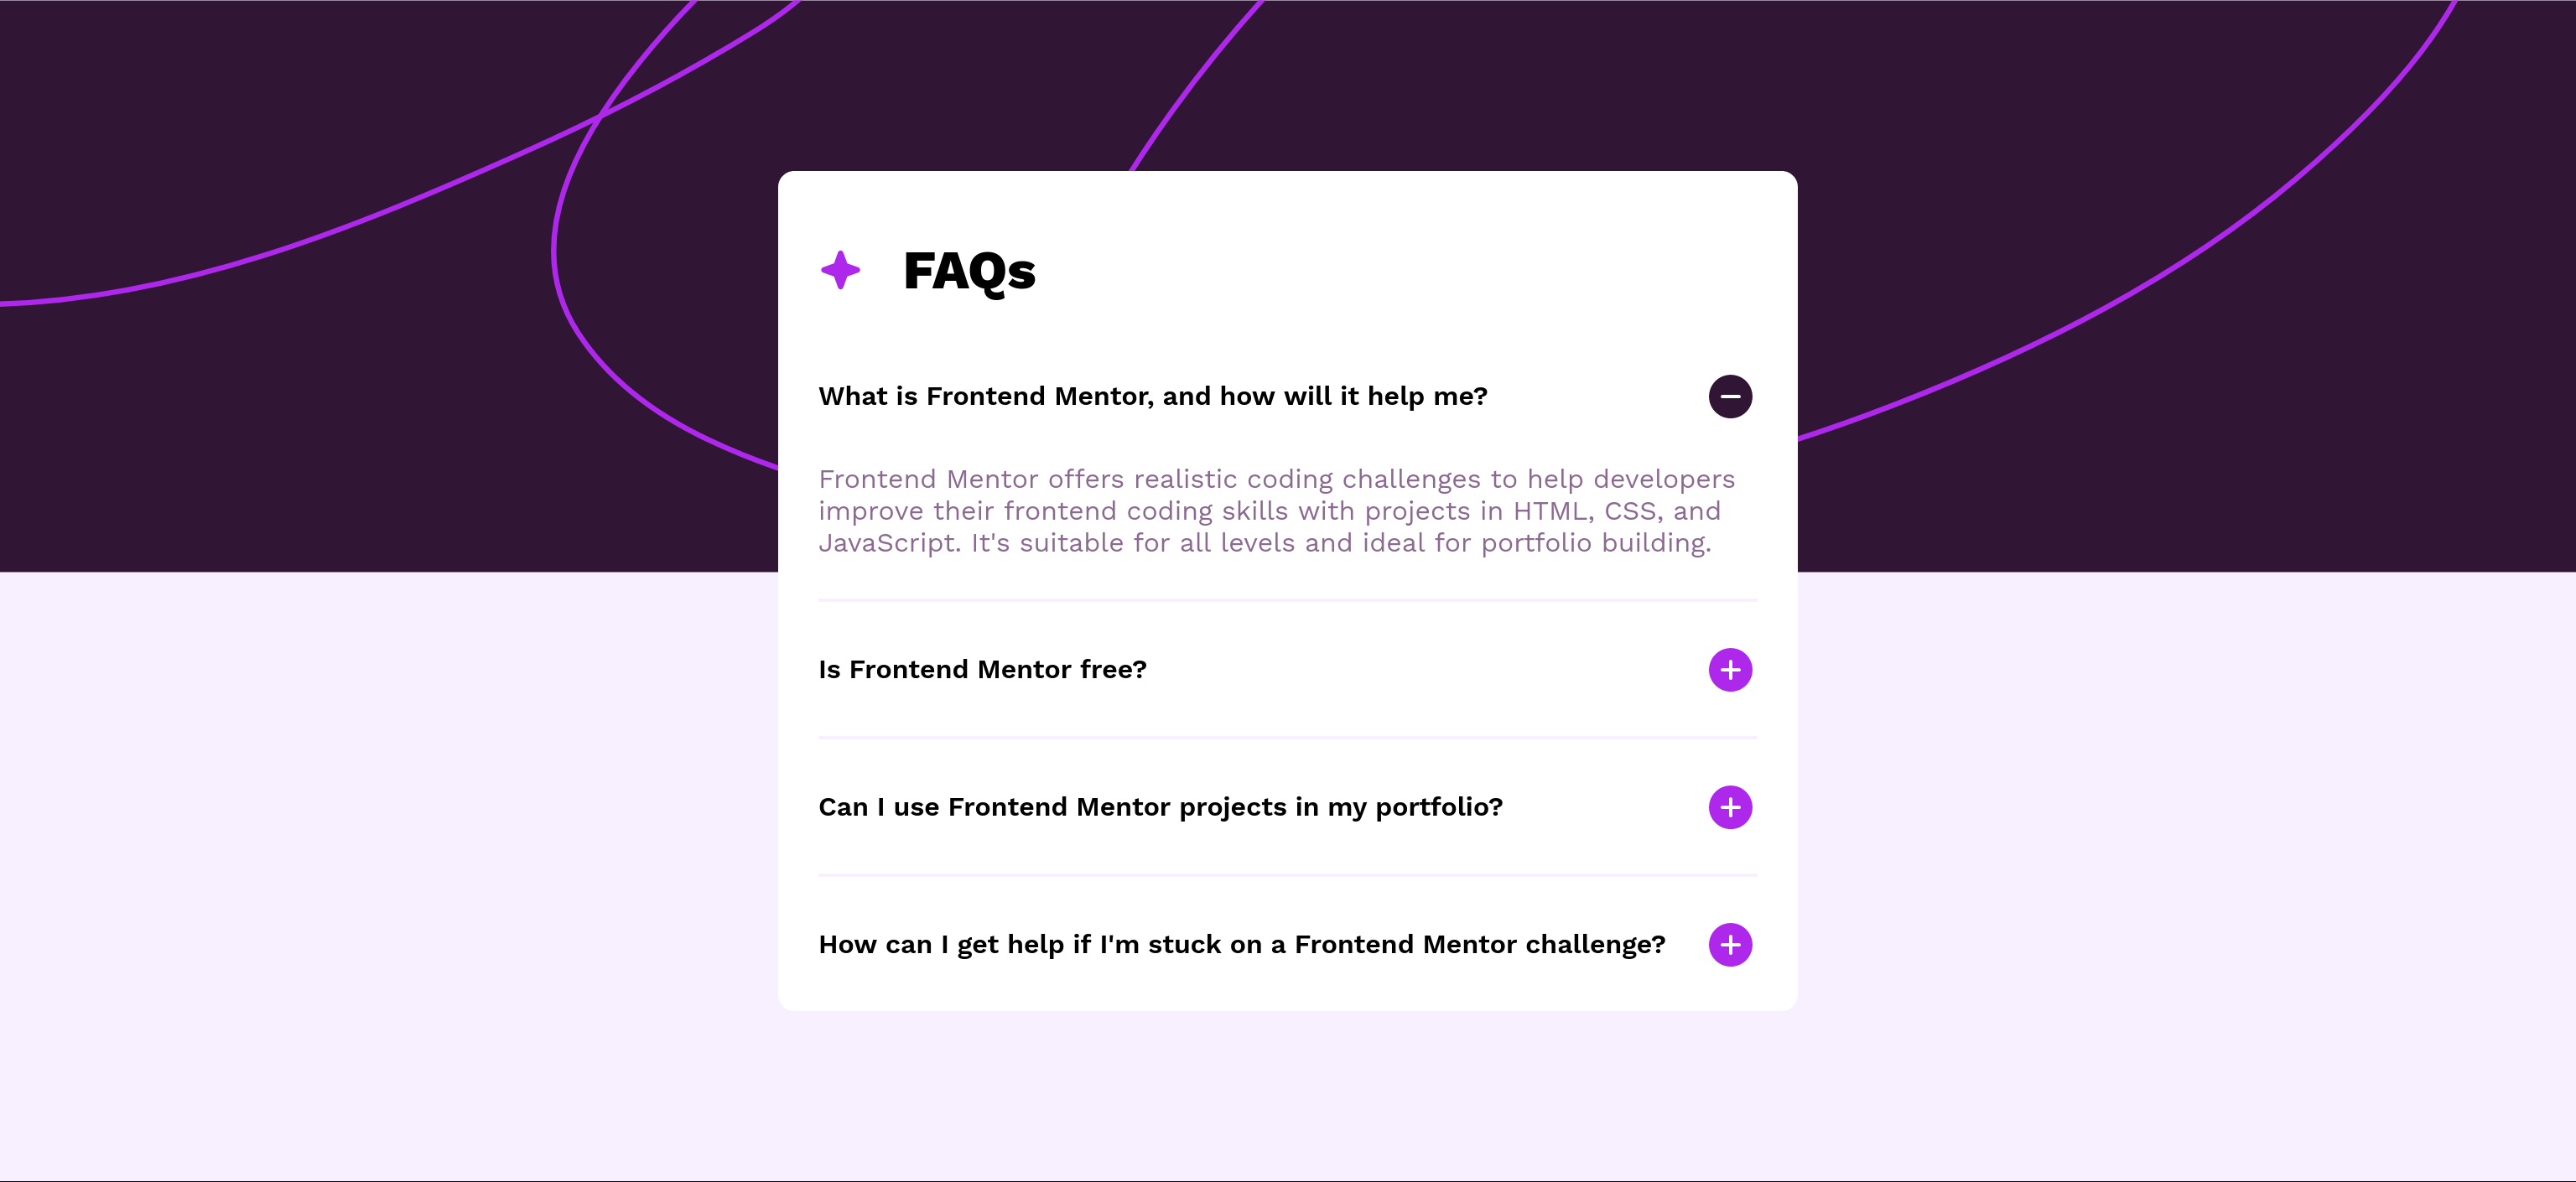 FAQs
What is Frontend Mentor, and how will it help me?
Frontend Mentor offers realistic coding challenges to help developers
improve their frontend coding skills with projects in HTML, CSS, and
JavaScript. It's suitable for all levels and ideal for portfolio building.
Is Frontend Mentor free?
Can I use Frontend Mentor projects in my portfolio?
How can I get help if I'm stuck on a Frontend Mentor challenge?